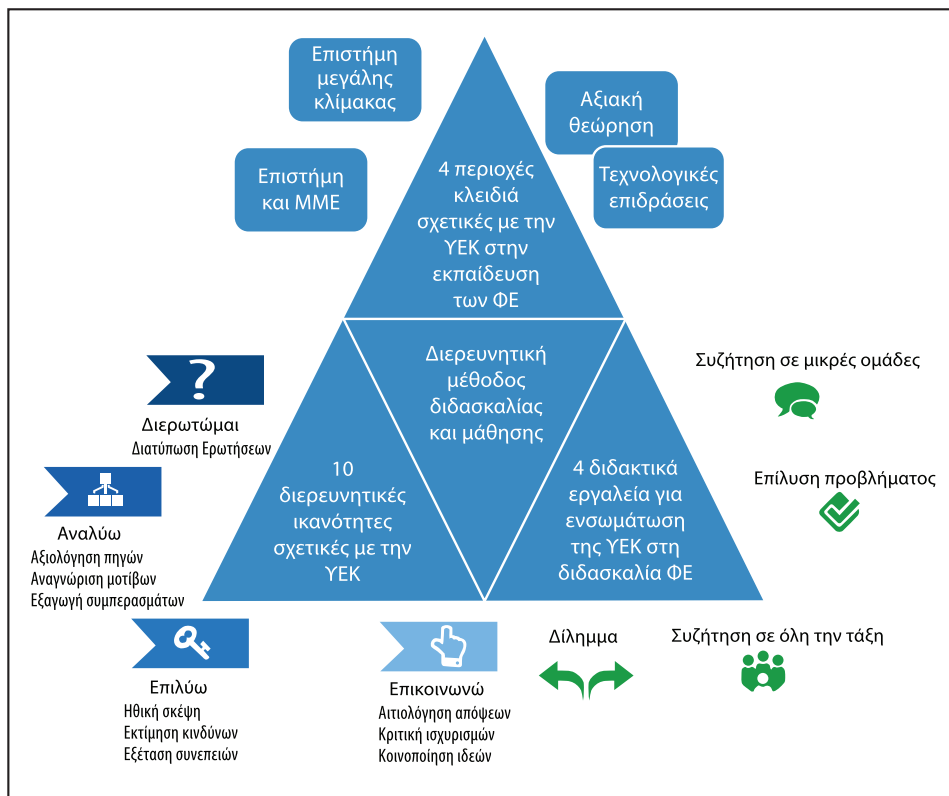 Επιστήμη
μεγάλης
κλίμακας
Αξιακή
θεώρηση
Επιστήμη
και ΜΜΕ
Τεχνολογικές
επιδράσεις
4 περιοχές
κλειδιά
σχετικές με την
ΥΕΚ στην
εκπαίδευση
των ΦΕ
Διερευνητική
μέθοδος
διδασκαλίας
και μάθησης
10
διερευνητικές
ικανότητες
σχετικές με την
ΥΕΚ
4 διδακτικά
εργαλεία για
ενσωμάτωση
της ΥΕΚ στη
διδασκαλία ΦΕ
?
Διερωτώμαι
Διατύπωση Ερωτήσεων
Αναλύω
Αξιολόγηση πηγών
Αναγνώριση μοτίβων
Εξαγωγή συμπερασμάτων
Επιλύω
Ηθική σκέψη
Εκτίμηση κινδύνων
Εξέταση συνεπειών
Επικοινωνώ
Αιτιολόγηση απόψεων
Κριτική ισχυρισμών
Κοινοποίηση ιδεών
Συζήτηση σε μικρές ομάδες
Επίλυση προβλήματος
Δίλημμα
Συζήτηση σε όλη την τάξη